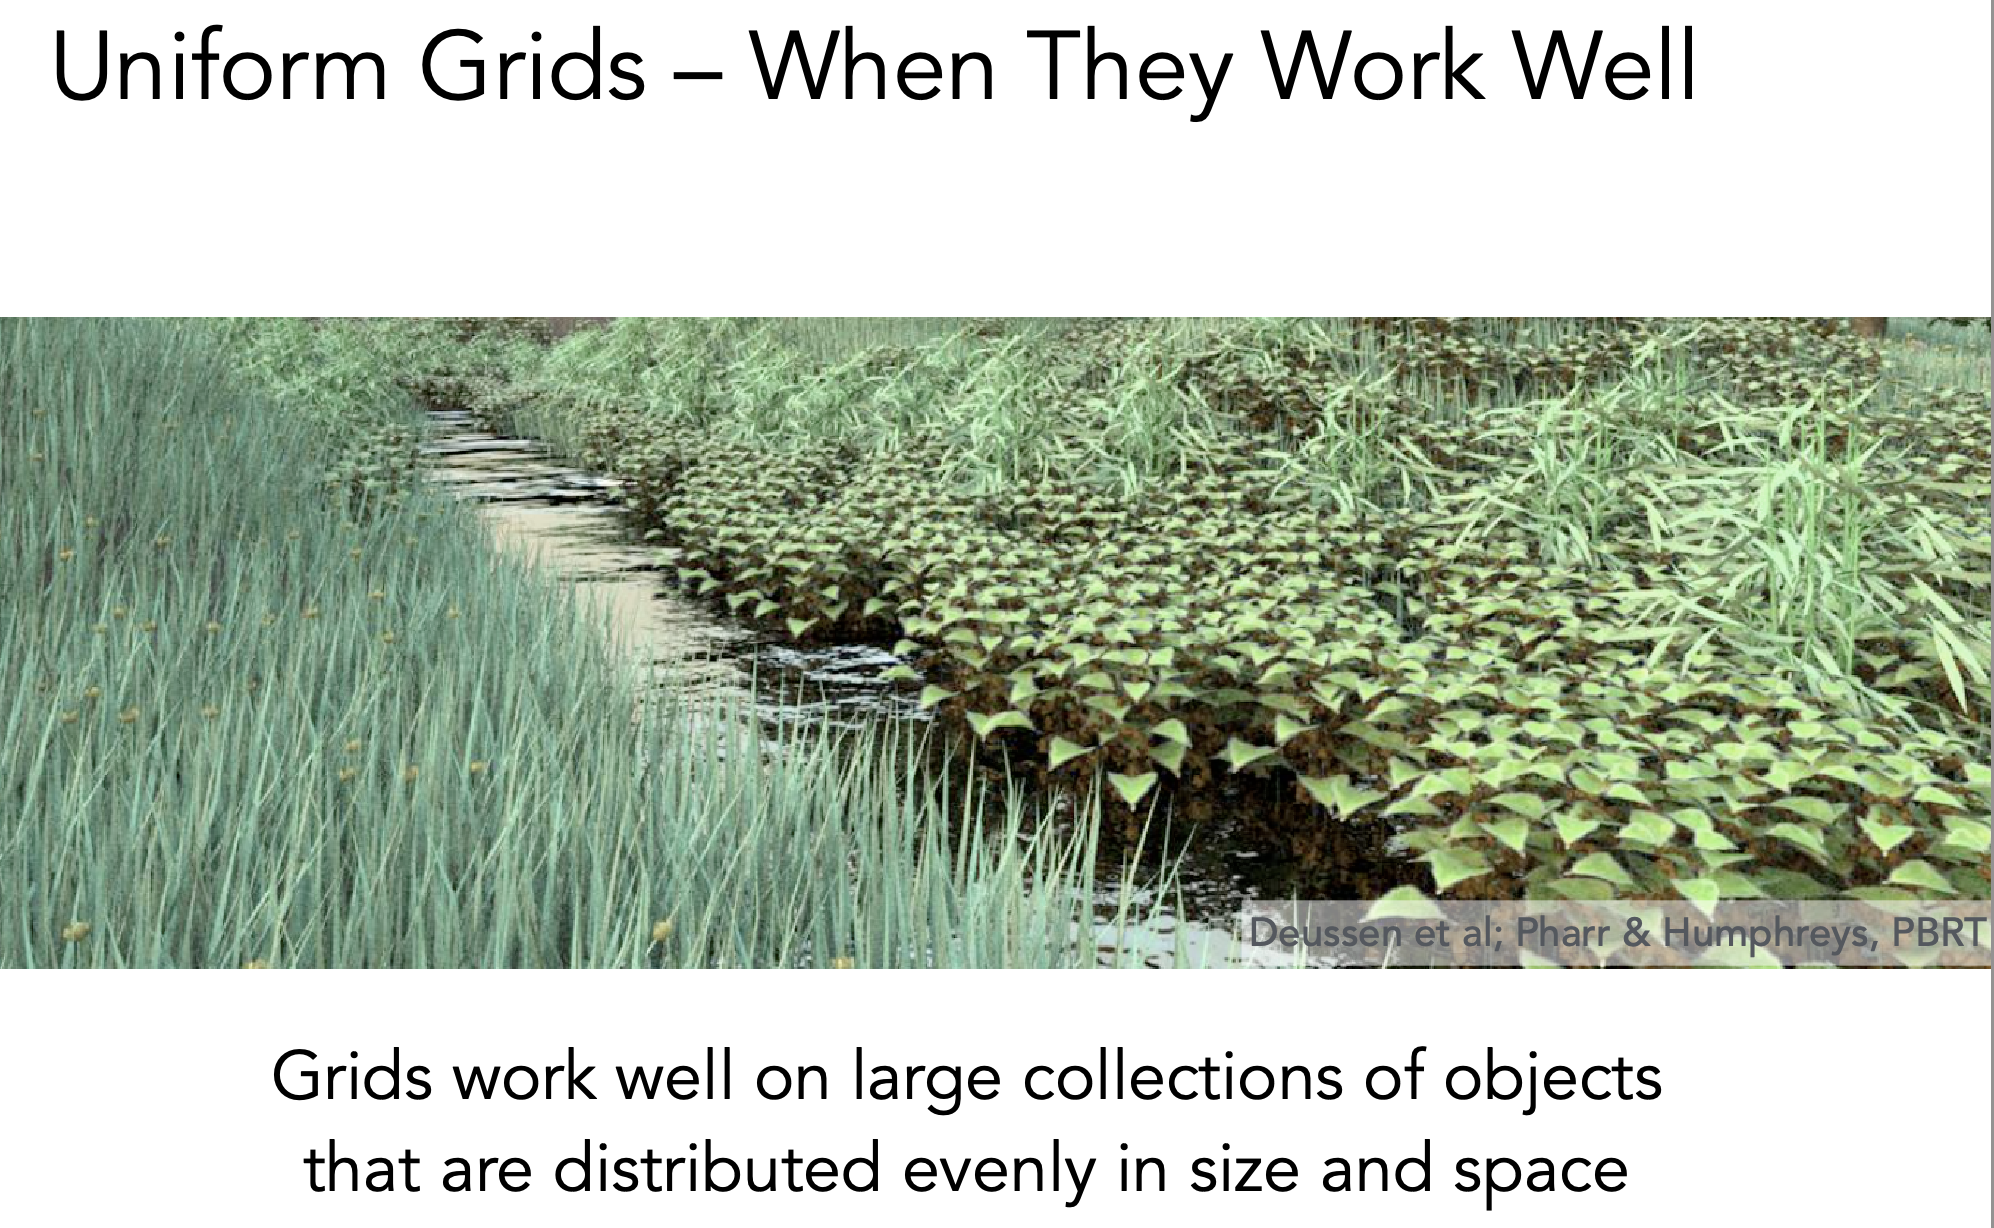 Uniform Grids – When They Work Well
Deussen et al; Pharr & Humphreys, PBRT
Grids work well on large collections of objects
that are distributed evenly in size and space